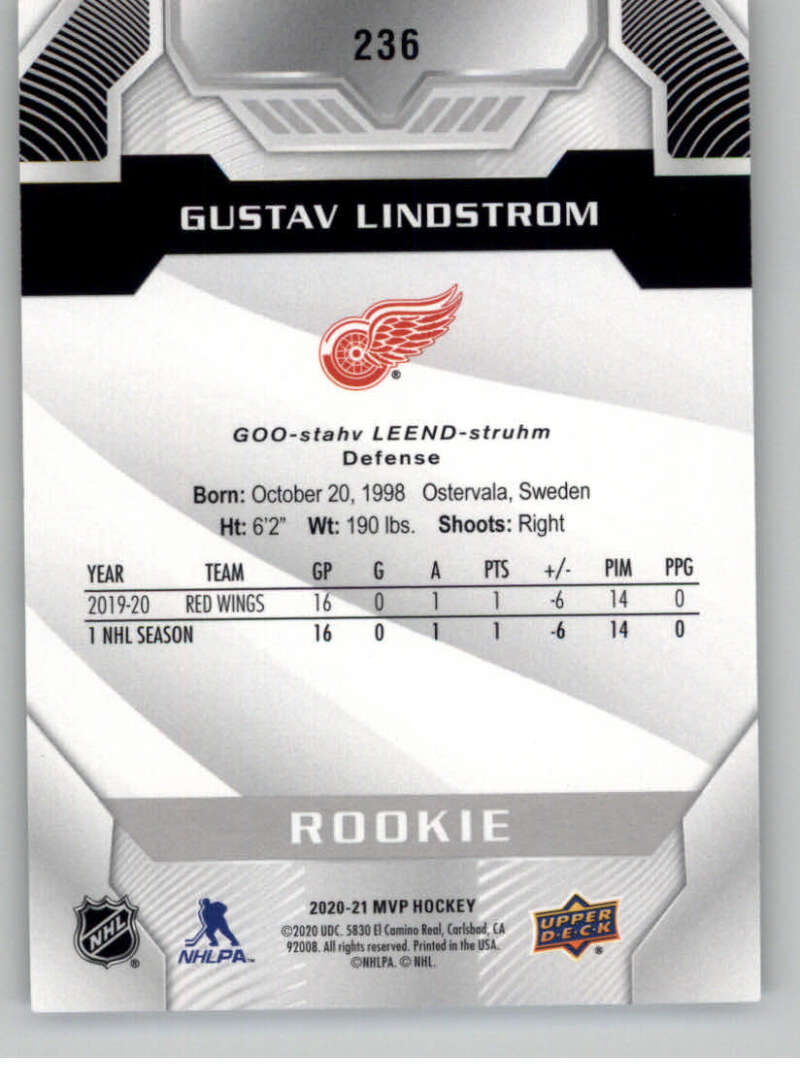 236
GUSTAV LINDSTROM
®
GOO-stahv LEEND-struhm
Defense
Born: October 20, 1998 Ostervala, Sweden
Ht: 6'2" Wt: 190 lbs. Shoots: Right
YEAR TEAM GP G A PTS +/- PIM PPG
2019-20 RED WINGS 16 0 1 1 -6 14 0
1 NHL SEASON 16 0 1 1 -6 14 0
ROOKIE
NHL ®
NHLPA™
2020-21 MVP HOCKEY
©2020 UDC. 5830 El Camino Real, Carlsbad, CA
92008. All rights reserved. Printed in the USA.
©NHLPA. © NHL.
UPPER
D·E·C·K
®